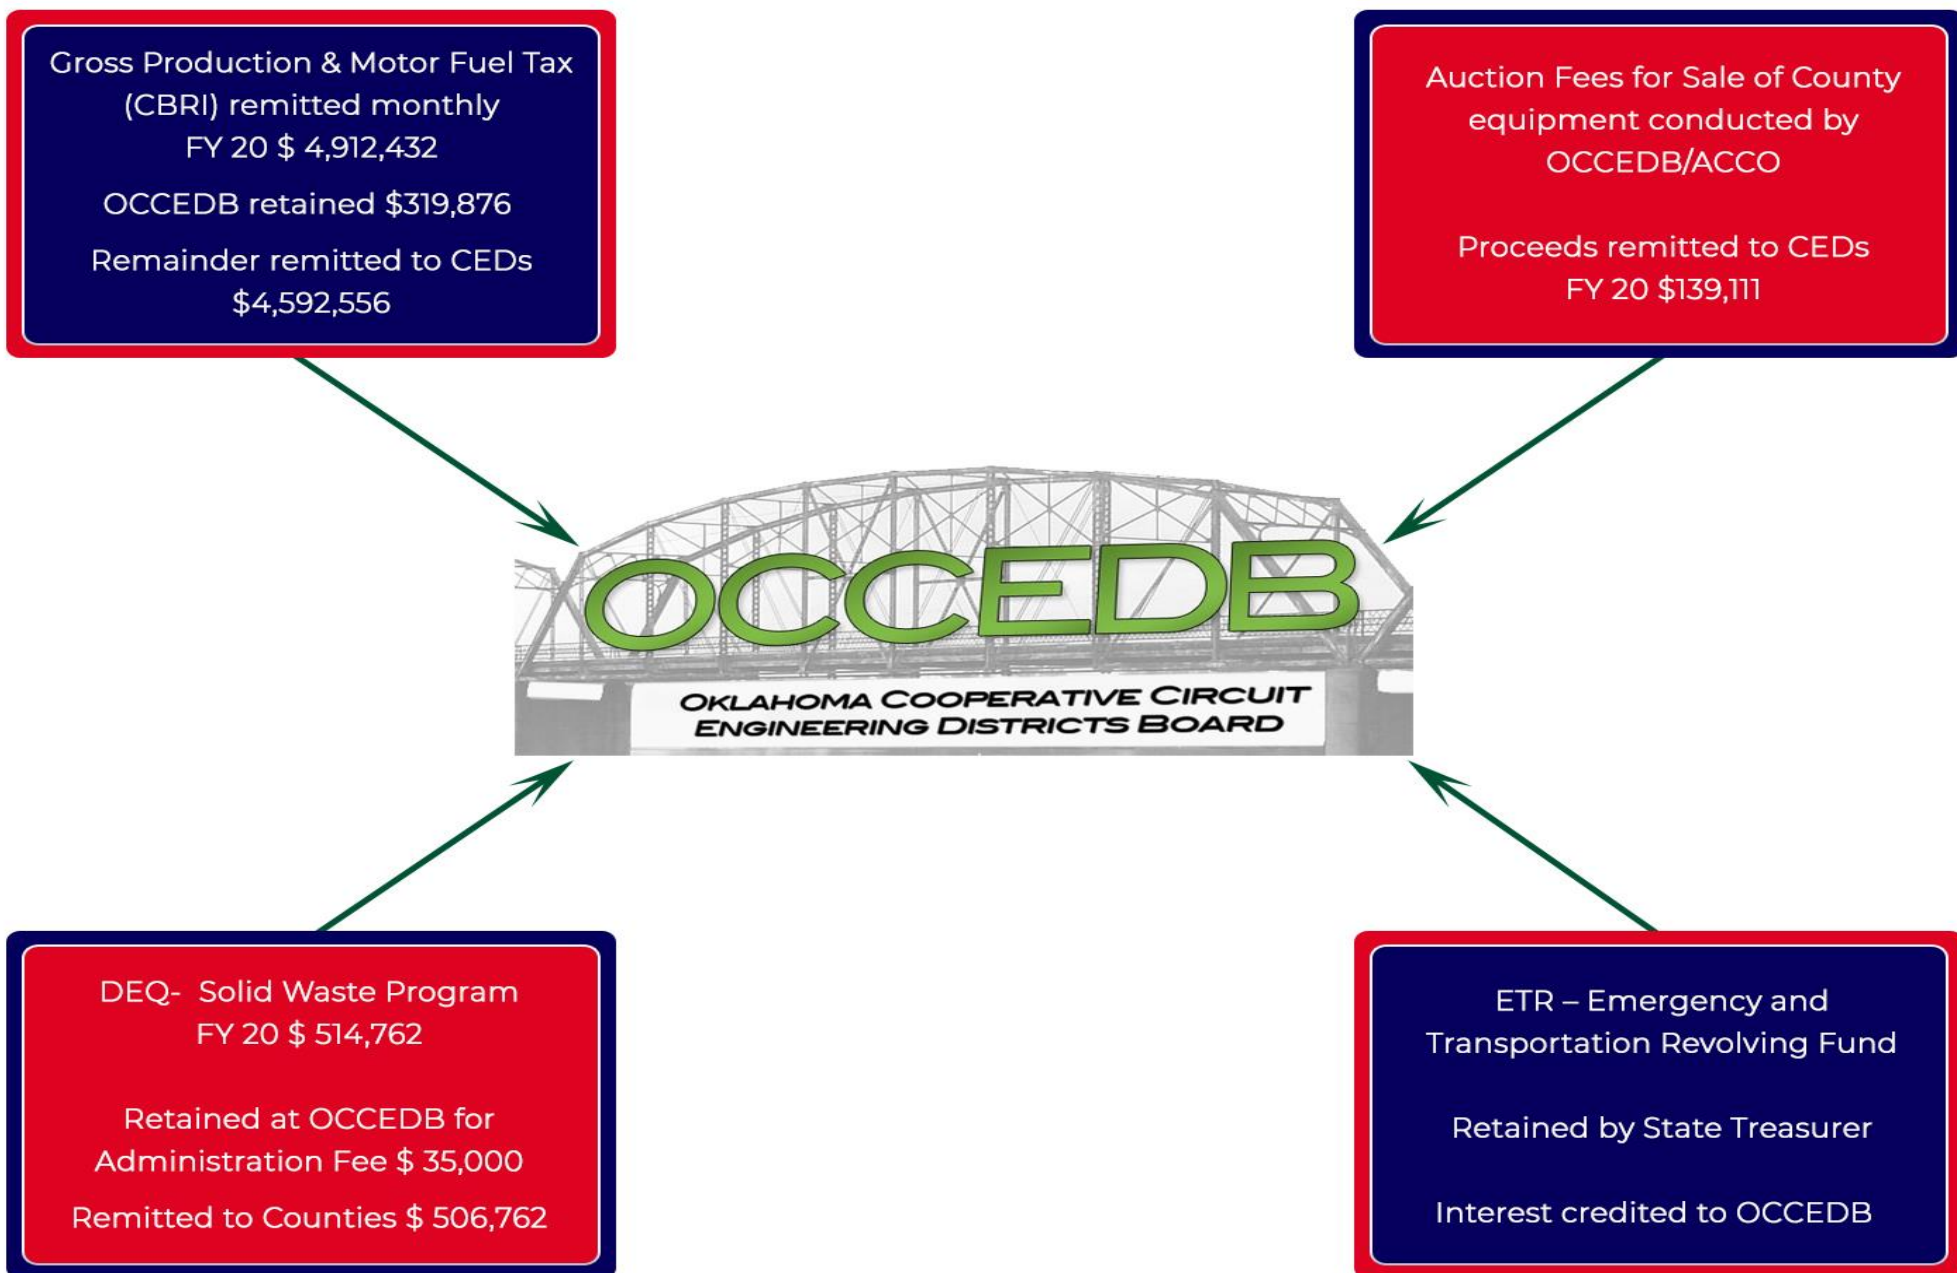 Gross Production & Motor Fuel Tax
(CBRI) remitted monthly
FY 20 $ 4,912,432
OCCEDB retained $319,876
Remainder remitted to CEDs
$4,592,556
Auction Fees for Sale of County
equipment conducted by
OCCEDB/ACCO
Proceeds remitted to CEDs
FY 20 $139,111
OCCEDB
OKLAHOMA COOPERATIVE CIRCUIT
ENGINEERING DISTRICTS BOARD
DEQ- Solid Waste Program
FY 20 $ 514,762
Retained at OCCEDB for
Administration Fee $ 35,000
Remitted to Counties $ 506,762
ETR – Emergency and
Transportation Revolving Fund
Retained by State Treasurer
Interest credited to OCCEDB